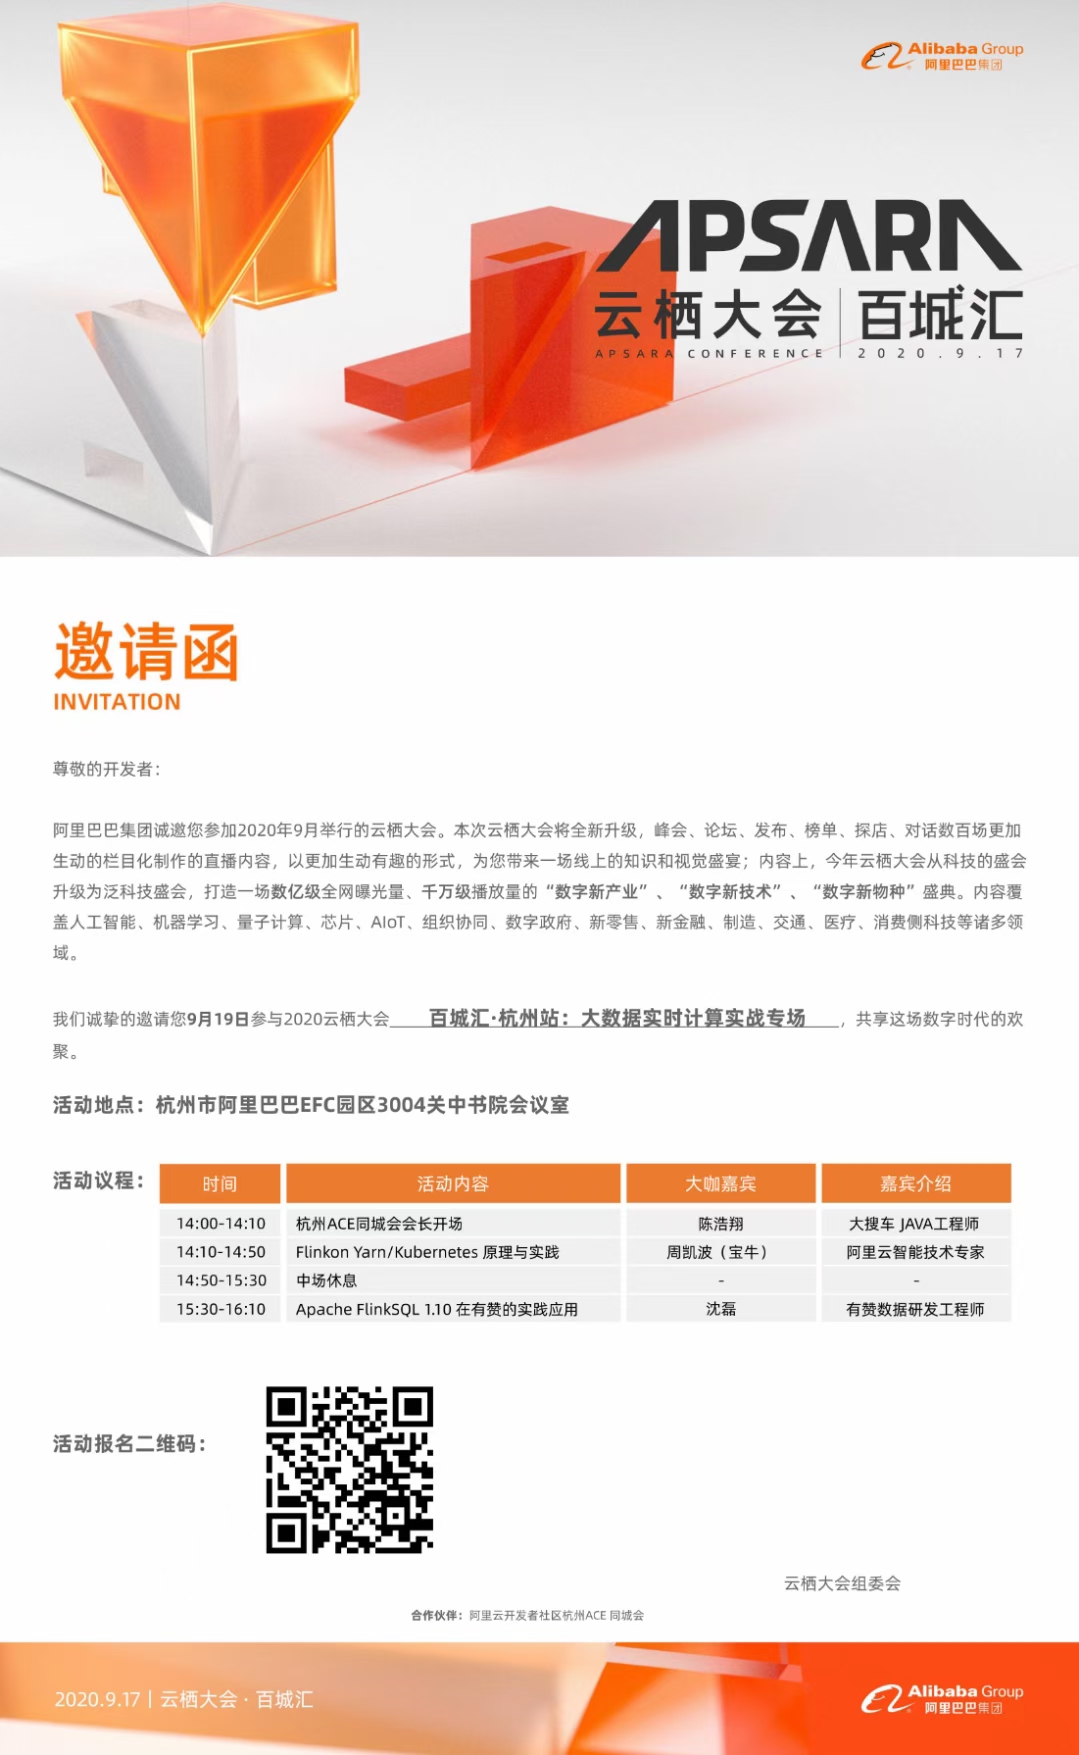 Alibaba Group
阿里巴巴集团
APSARA
云栖大会 | 百城汇
APSARA CONFERENCE | 2020.9.17
邀请函
INVITATION
尊敬的开发者：
阿里巴巴集团诚邀您参加2020年9月举行的云栖大会。本次云栖大会将全新升级，峰会、论坛、发布、榜单、探店、对话数百场更加
生动的栏目化制作的直播内容，以更加生动有趣的形式，为您带来一场线上的知识和视觉盛宴；内容上，今年云栖大会从科技的盛会
升级为泛科技盛会，打造一场数亿级全网曝光量、千万级播放量的“数字新产业”、“数字新技术”、“数字新物种”盛典。内容覆
盖人工智能、机器学习、量子计算、芯片、AIoT、组织协同、数字政府、新零售、新金融、制造、交通、医疗、消费侧科技等诸多领
域。
我们诚挚的邀请您9月19日参与2020云栖大会 百城汇·杭州站：大数据实时计算实战专场 ，共享这场数字时代的欢
聚。
活动地点：杭州市阿里巴巴EFC园区3004关中书院会议室
活动议程：
时间 活动内容 大咖嘉宾 嘉宾介绍
14:00-14:10 杭州ACE同城会会长开场 陈浩翔 大搜车 JAVA工程师
14:10-14:50 Flinkon Yarn/Kubernetes 原理与实践 周凯波（宝牛） 阿里云智能技术专家
14:50-15:30 中场休息 - -
15:30-16:10 Apache FlinkSQL 1.10 在有赞的实践应用 沈磊 有赞数据研发工程师
活动报名二维码：
云栖大会组委会
合作伙伴：阿里云开发者社区杭州ACE 同城会
2020.9.17 | 云栖大会 · 百城汇
Alibaba Group
阿里巴巴集团